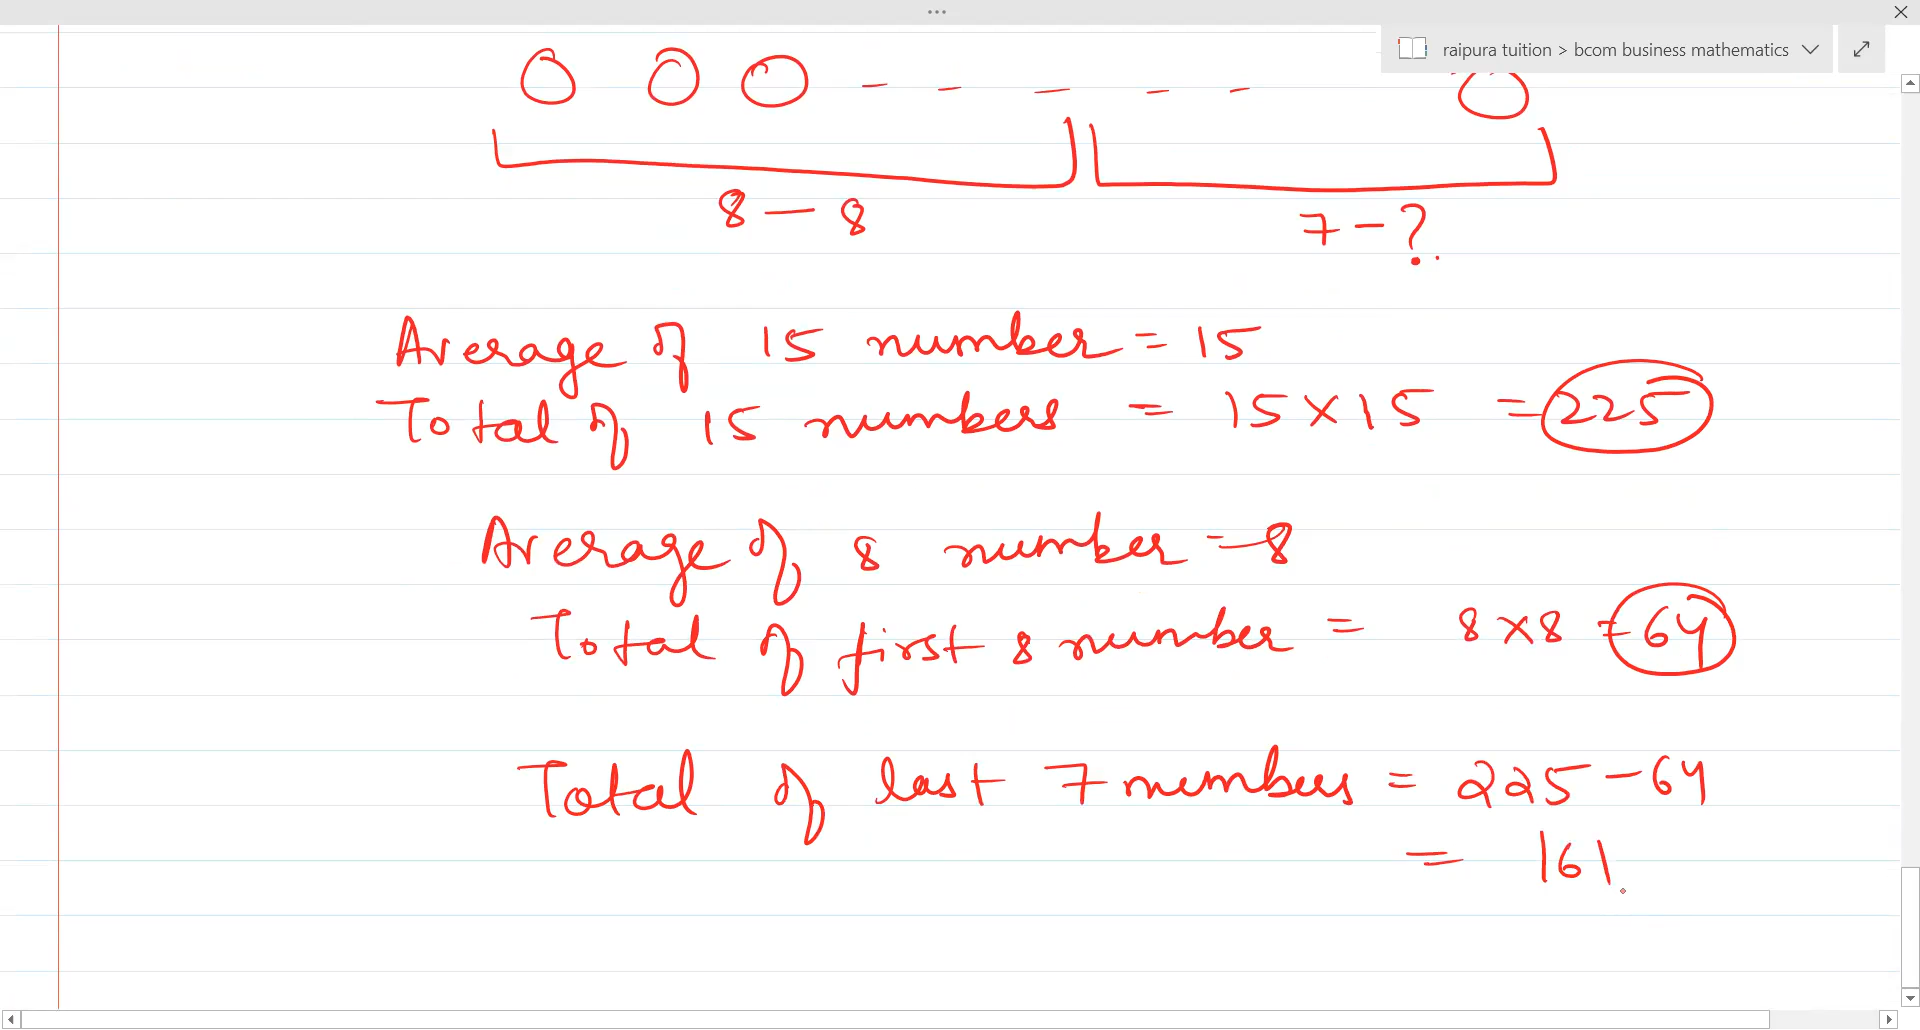 ...
raipura tuition > bcom business mathematics
O O O - - - - - O
8 - 8
7 - ?
Average of 15 number = 15
Total of 15 numbers = 15 × 15 = 225
Average of 8 number = 8
Total of first 8 number = 8 × 8 = 64
Total of last 7 numbers = 225 - 64
= 161